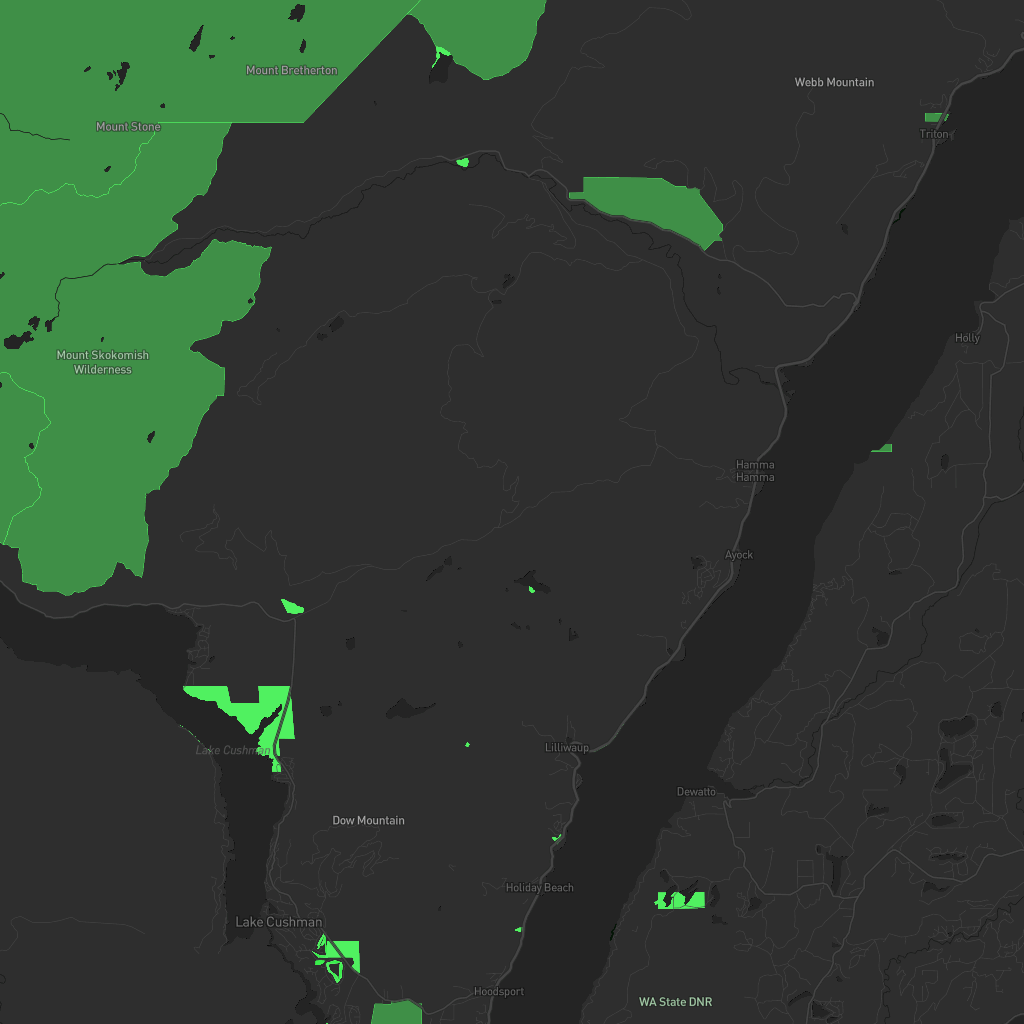 Mount Bretherton
Webb Mountain
Mount Stone
Triton
Holly
Mount Skokomish
Wilderness
Hamma
Hamma
Ayock
Lake Cushman
Lilliwaup
Dewatto
Dow Mountain
Holiday Beach
Lake Cushman
Hoodsport
WA State DNR